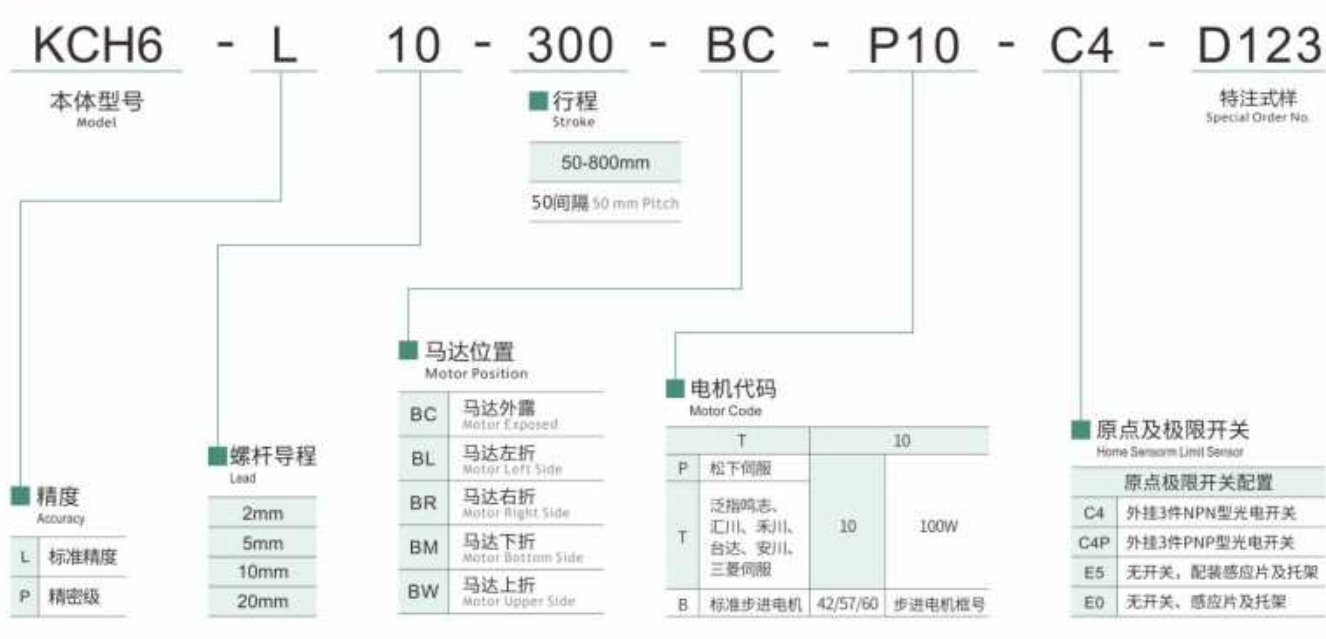 KCH6 - L 10 - 300 - BC - P10 - C4 - D123
本体型号
Model
行程
Stroke
50-800mm
50间隔 50 mm Pitch
特注式样
Special Order No.
精度
Accuracy
L 标准精度
P 精密级
螺杆导程
Lead
2mm
5mm
10mm
20mm
马达位置
Motor Position
BC 马达外露
Motor Exposed
BL 马达左折
Motor Left Side
BR 马达右折
Motor Right Side
BM 马达下折
Motor Bottom Side
BW 马达上折
Motor Upper Side
电机代码
Motor Code
T 10
P 松下伺服
T 泛指鸣志、
汇川、禾川、
台达、安川、
三菱伺服
10 100W
B 标准步进电机 42/57/60 步进电机框号
原点及极限开关
Home Sensorm Limit Sensor
原点极限开关配置
C4 外挂3件NPN型光电开关
C4P 外挂3件PNP型光电开关
E5 无开关，配装感应片及托架
E0 无开关、感应片及托架